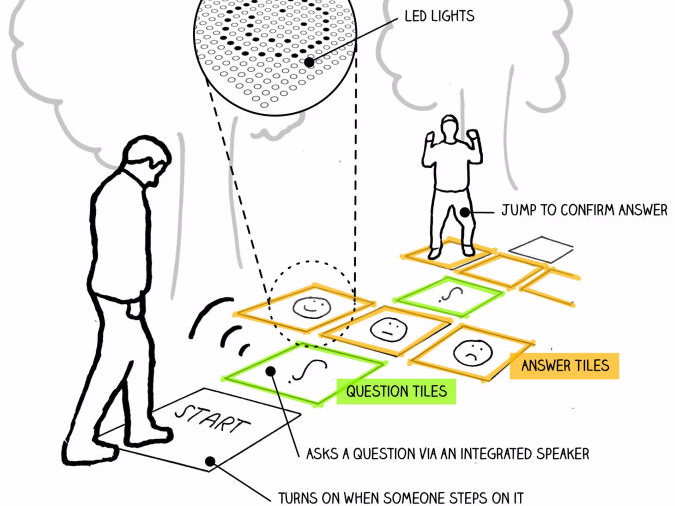 LED LIGHTS
JUMP TO CONFIRM ANSWER
?
ANSWER TILES
?
QUESTION TILES
START
ASKS A QUESTION VIA AN INTEGRATED SPEAKER
TURNS ON WHEN SOMEONE STEPS ON IT